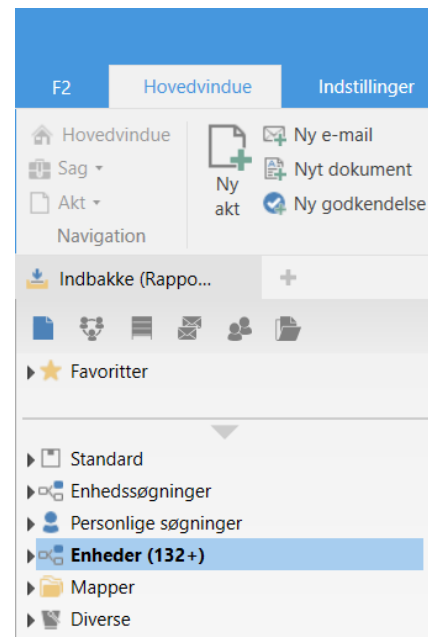 F2 Hovedvindue Indstillinger
Hovedvindue
Sag
Akt
Navigation
Ny
akt
Ny e-mail
Nyt dokument
Ny godkendelse
Indbakke (Rappo...
Favoritter
Standard
Enhedssøgninger
Personlige søgninger
Enheder (132+)
Mapper
Diverse